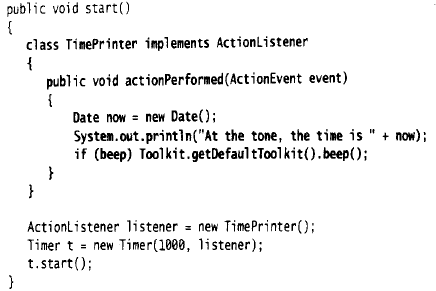 public void start()
{
class TimePrinter implements ActionListener
{
public void actionPerformed(ActionEvent event)
{
Date now = new Date();
System.out.println("At the tone, the time is " + now);
if (beep) Toolkit.getDefaultToolkit().beep();
}
}
ActionListener listener = new TimePrinter();
Timer t = new Timer(1000, listener);
t.start();
}